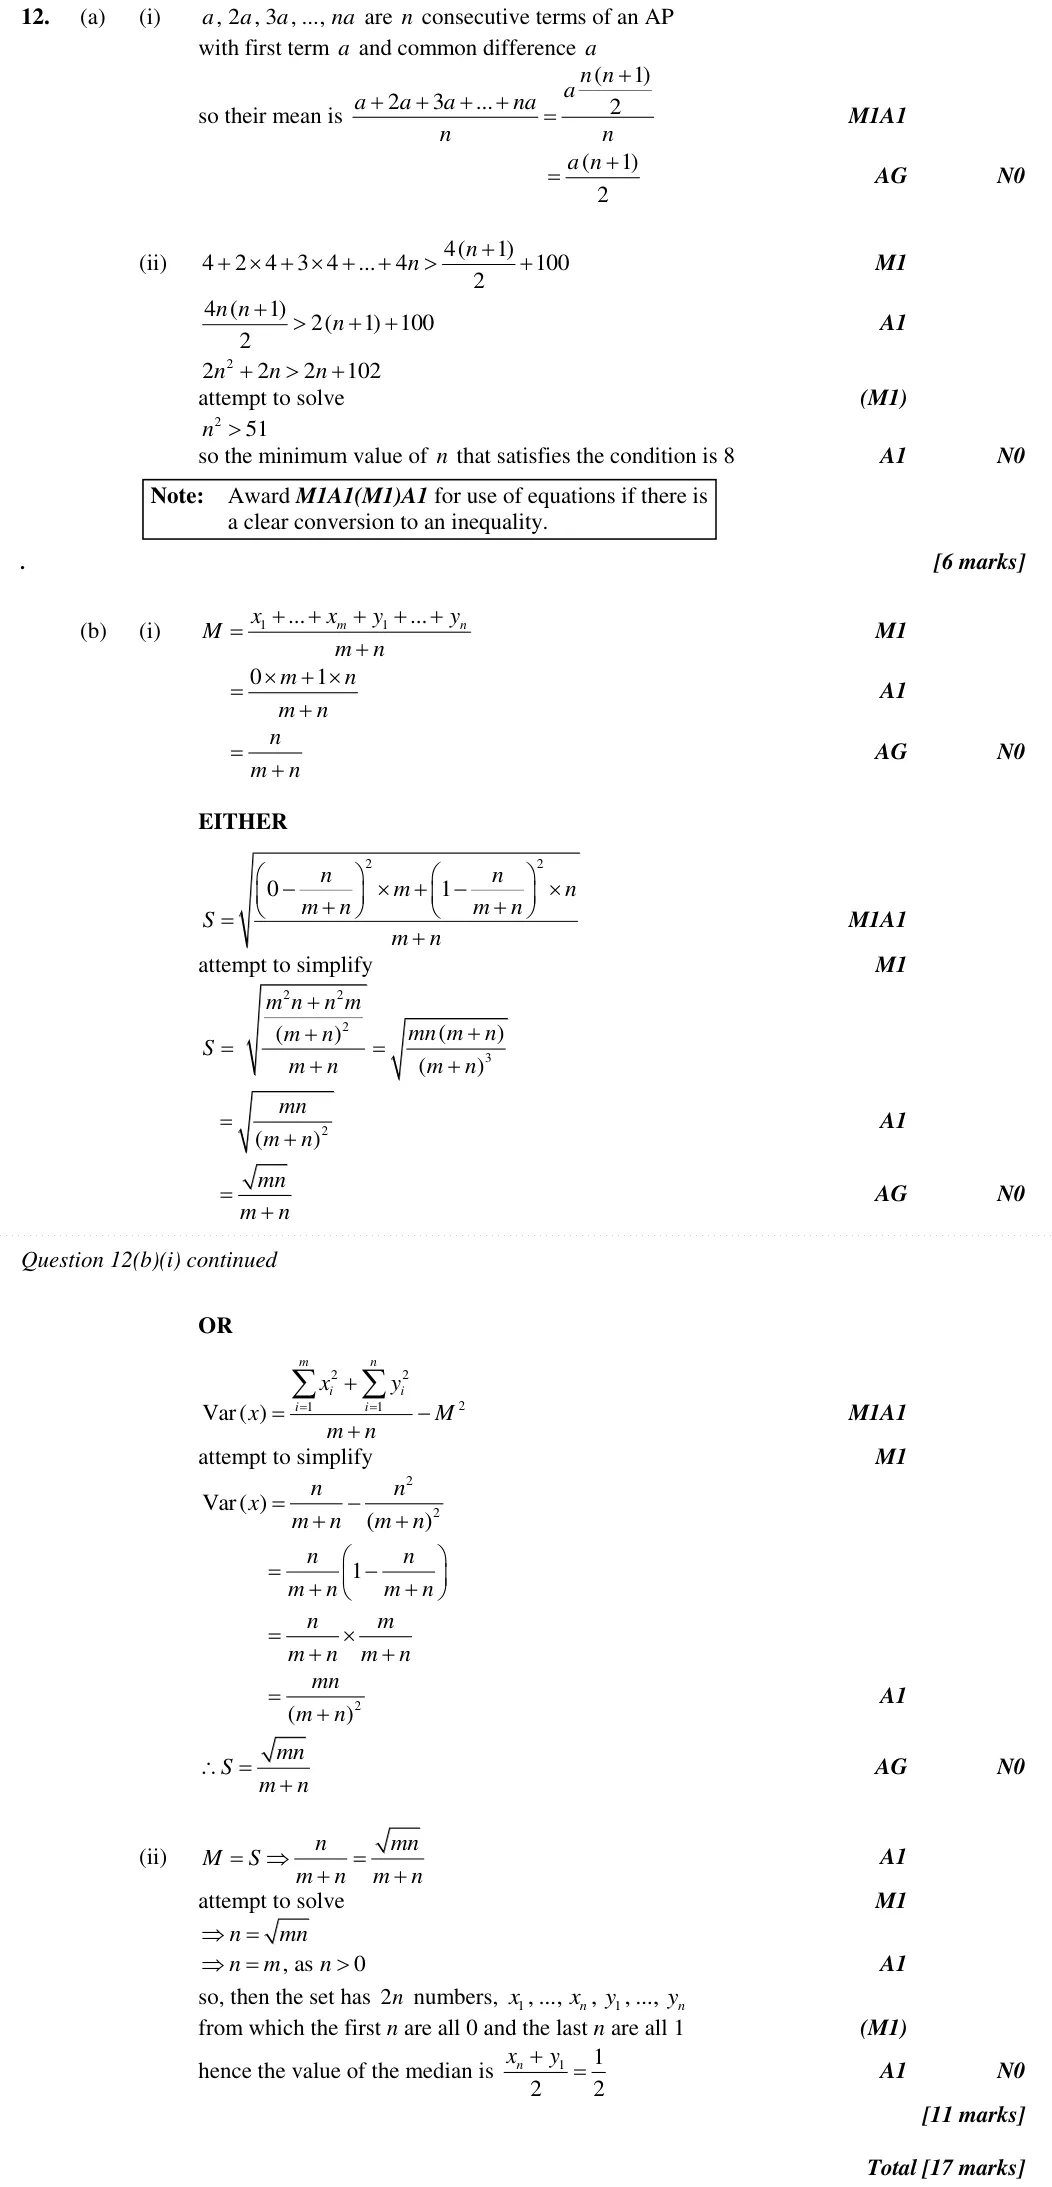 12. (a) (i) a, 2a, 3a, ..., na are n consecutive terms of an AP
with first term a and common difference a
so their mean is (a + 2a + 3a + ... + na)/n = (a n(n+1)/2)/n M1A1
= a(n+1)/2 AG N0
(ii) 4 + 2×4 + 3×4 + ... + 4n > 4(n+1)/2 + 100 M1
4n(n+1)/2 > 2(n+1) + 100 A1
2n² + 2n > 2n + 102
attempt to solve (M1)
n² > 51
so the minimum value of n that satisfies the condition is 8 A1 N0
Note: Award M1A1(M1)A1 for use of equations if there is
a clear conversion to an inequality.
. [6 marks]
(b) (i) M = (x₁ + ... + xₘ + y₁ + ... + yₙ)/(m + n) M1
= (0×m + 1×n)/(m + n) A1
= n/(m + n) AG N0
EITHER
S = √(((0 − n/(m+n))² × m + (1 − n/(m+n))² × n)/(m + n)) M1A1
attempt to simplify M1
S = √(((m²n + n²m)/(m + n)²)/(m + n)) = √(mn(m + n)/(m + n)³)
= √(mn/(m + n)²) A1
= √mn/(m + n) AG N0
Question 12(b)(i) continued
OR
Var(x) = (∑ᵢ₌₁ᵐ xᵢ² + ∑ᵢ₌₁ⁿ yᵢ²)/(m + n) − M² M1A1
attempt to simplify M1
Var(x) = n/(m + n) − n²/(m + n)²
= n/(m + n) (1 − n/(m + n))
= n/(m + n) × m/(m + n)
= mn/(m + n)² A1
∴ S = √mn/(m + n) AG N0
(ii) M = S ⇒ n/(m + n) = √mn/(m + n) A1
attempt to solve M1
⇒ n = √mn
⇒ n = m, as n > 0 A1
so, then the set has 2n numbers, x₁, ..., xₙ, y₁, ..., yₙ
from which the first n are all 0 and the last n are all 1 (M1)
hence the value of the median is (xₙ + y₁)/2 = 1/2 A1 N0
[11 marks]
Total [17 marks]